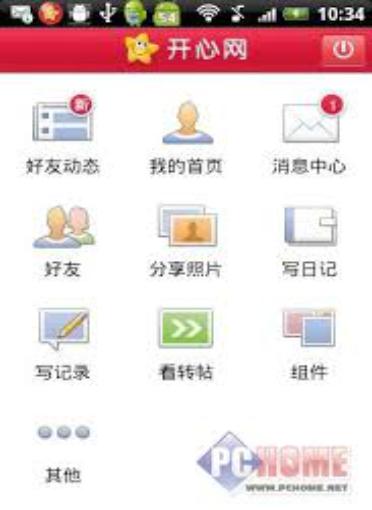 54 10:34
开心网
新 1
好友动态 我的首页 消息中心
好友 分享照片 写日记
写记录 看转帖 组件
其他
PCHOME
WWW.PCHOME.NET